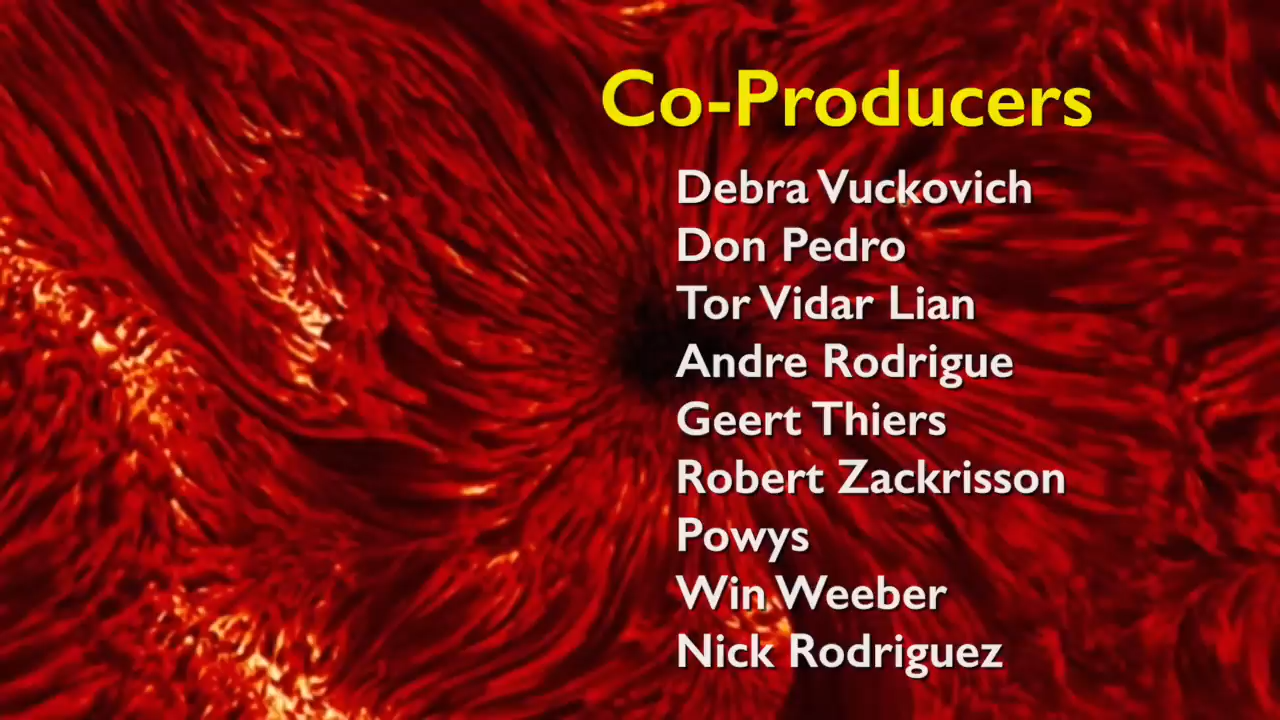 Co-Producers
Debra Vuckovich
Don Pedro
Tor Vidar Lian
Andre Rodrigue
Geert Thiers
Robert Zackrisson
Powys
Win Weeber
Nick Rodriguez